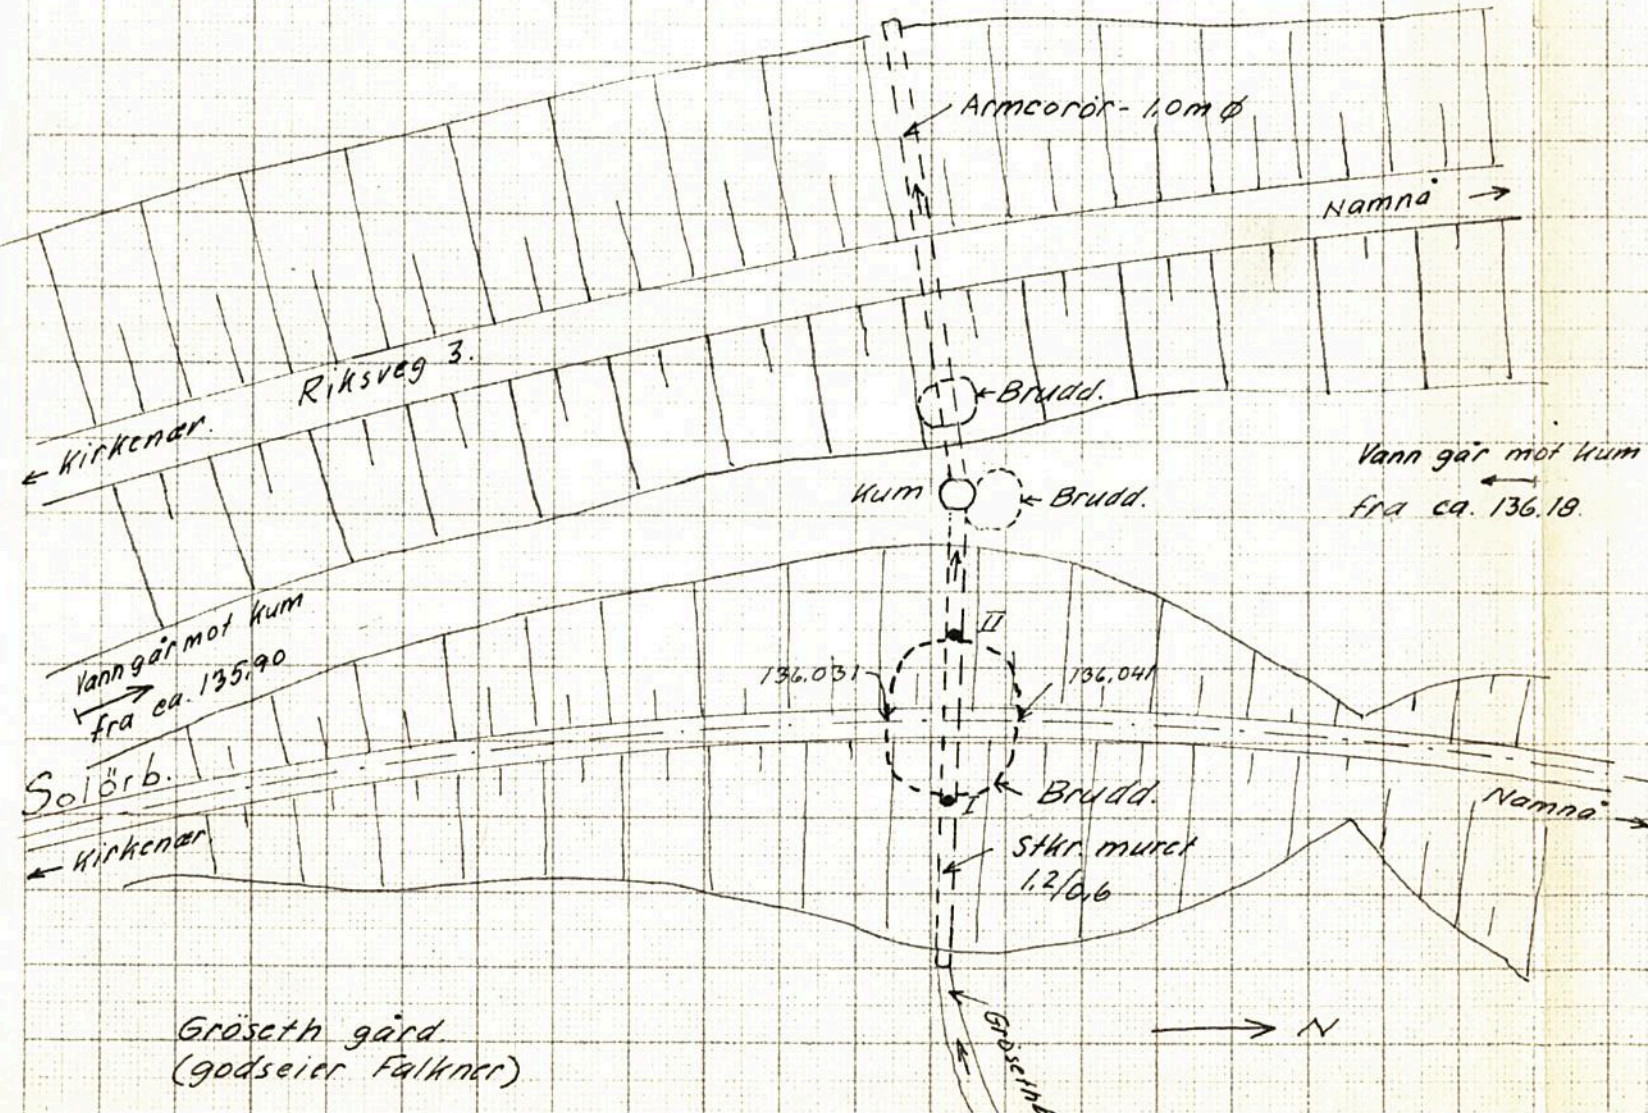 Armcorör - 1.0m ø
Namnå
Riksveg 3.
Kirkenær.
Brudd.
Kum
Brudd.
Vann går mot kum
fra ca. 136.18
Vann går mot kum
fra ca. 135,90
II
136.031
136.041
Solörb.
Kirkenær
I
Brudd.
Namnå
Stkr. muret
1.2/0,6
Gröseth gård.
(godseier Falkner)
N